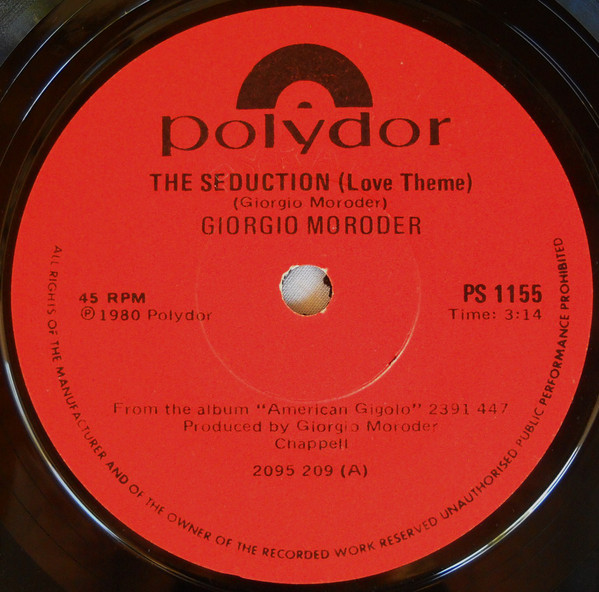 polydor
THE SEDUCTION (Love Theme)
(Giorgio Moroder)
GIORGIO MORODER
45 RPM
℗ 1980 Polydor
PS 1155
Time: 3:14
From the album "American Gigolo" 2391 447
Produced by Giorgio Moroder
Chappell
2095 209 (A)
ALL RIGHTS OF THE MANUFACTURER AND OF THE OWNER OF THE RECORDED WORK RESERVED UNAUTHORISED PUBLIC PERFORMANCE PROHIBITED